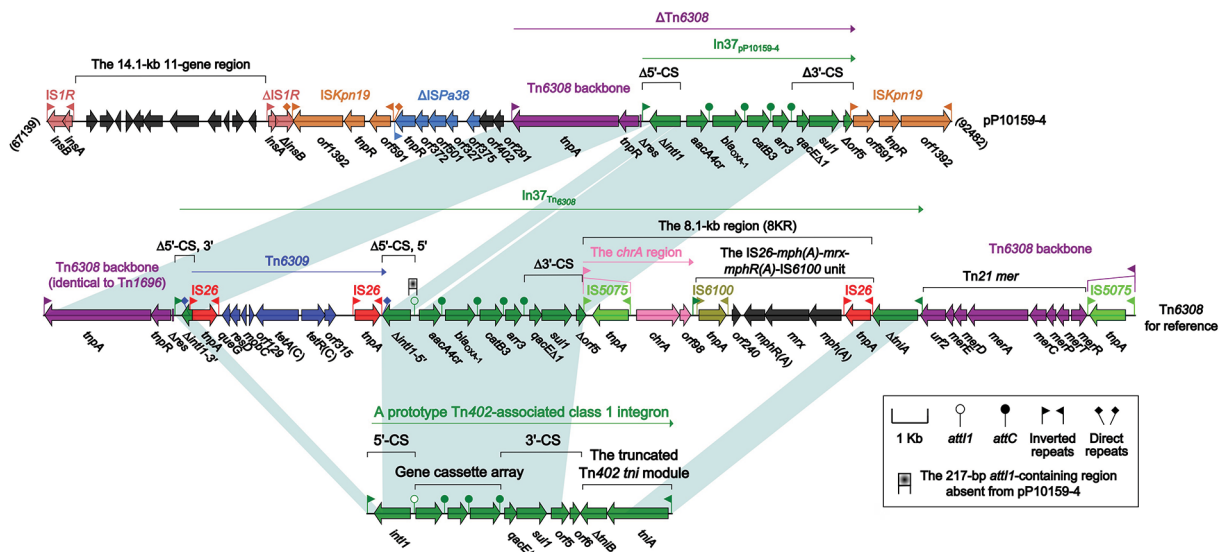 ΔTn6308
In37pP10159-4
The 14.1-kb 11-gene region
Δ5'-CS
Δ3'-CS
IS1R
ΔIS1R
ISKpn19
ΔISPa38
Tn6308 backbone
ISKpn19
(67139)
(92482)
pP10159-4
insB
insA
insA
ΔinsB
orf1392
tnpR
orf591
tnpR
orf372
orf501
orf327
orf375
orf402
orf291
tnpA
tnpR
Δres
ΔintI1
aacA4cr
blaOXA-1
catB3
arr3
qacEΔ1
sul1
Δorf5
orf591
tnpR
orf1392
In37Tn6308
The 8.1-kb region (8KR)
Δ5'-CS, 3'
Δ5'-CS, 5'
The chrA region
The IS26-mph(A)-mrx-
mphR(A)-IS6100 unit
Tn6308 backbone
Tn6308 backbone
(identical to Tn1696)
Tn6309
Δ3'-CS
Tn21 mer
IS26
IS26
IS5075
IS6100
IS26
IS5075
Tn6308
for reference
tnpA
tnpR
Δres
ΔintI1-3'
tnpA
orf129
tetA(C)
tetR(C)
orf315
tnpA
ΔintI1-5'
aacA4cr
blaOXA-1
catB3
arr3
qacEΔ1
sul1
Δorf5
tnpA
chrA
orf98
tnpA
orf240
mphR(A)
mrx
mph(A)
tnpA
ΔtniA
urf2
merE
merD
merA
merC
merP
merT
merR
tnpA
A prototype Tn402-associated class 1 integron
5'-CS
3'-CS
Gene cassette array
The truncated
Tn402 tni module
intI1
sul1
orf5
orf6
ΔtniB
tniA
1 Kb
attI1
attC
Inverted
repeats
Direct
repeats
The 217-bp attI1-containing region
absent from pP10159-4